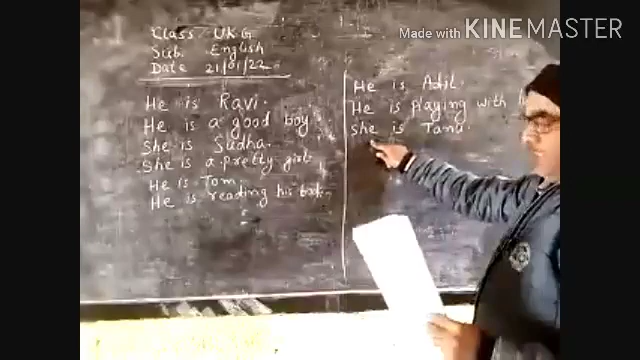 Made with KINEMASTER
Class UKG
Sub. English
Date 21/01/22
He is Ravi.
He is a good boy
She is Sudha.
She is a pretty girl.
He is Tom.
He is reading his book.
He is Adil.
He is playing with
She is Tanu.